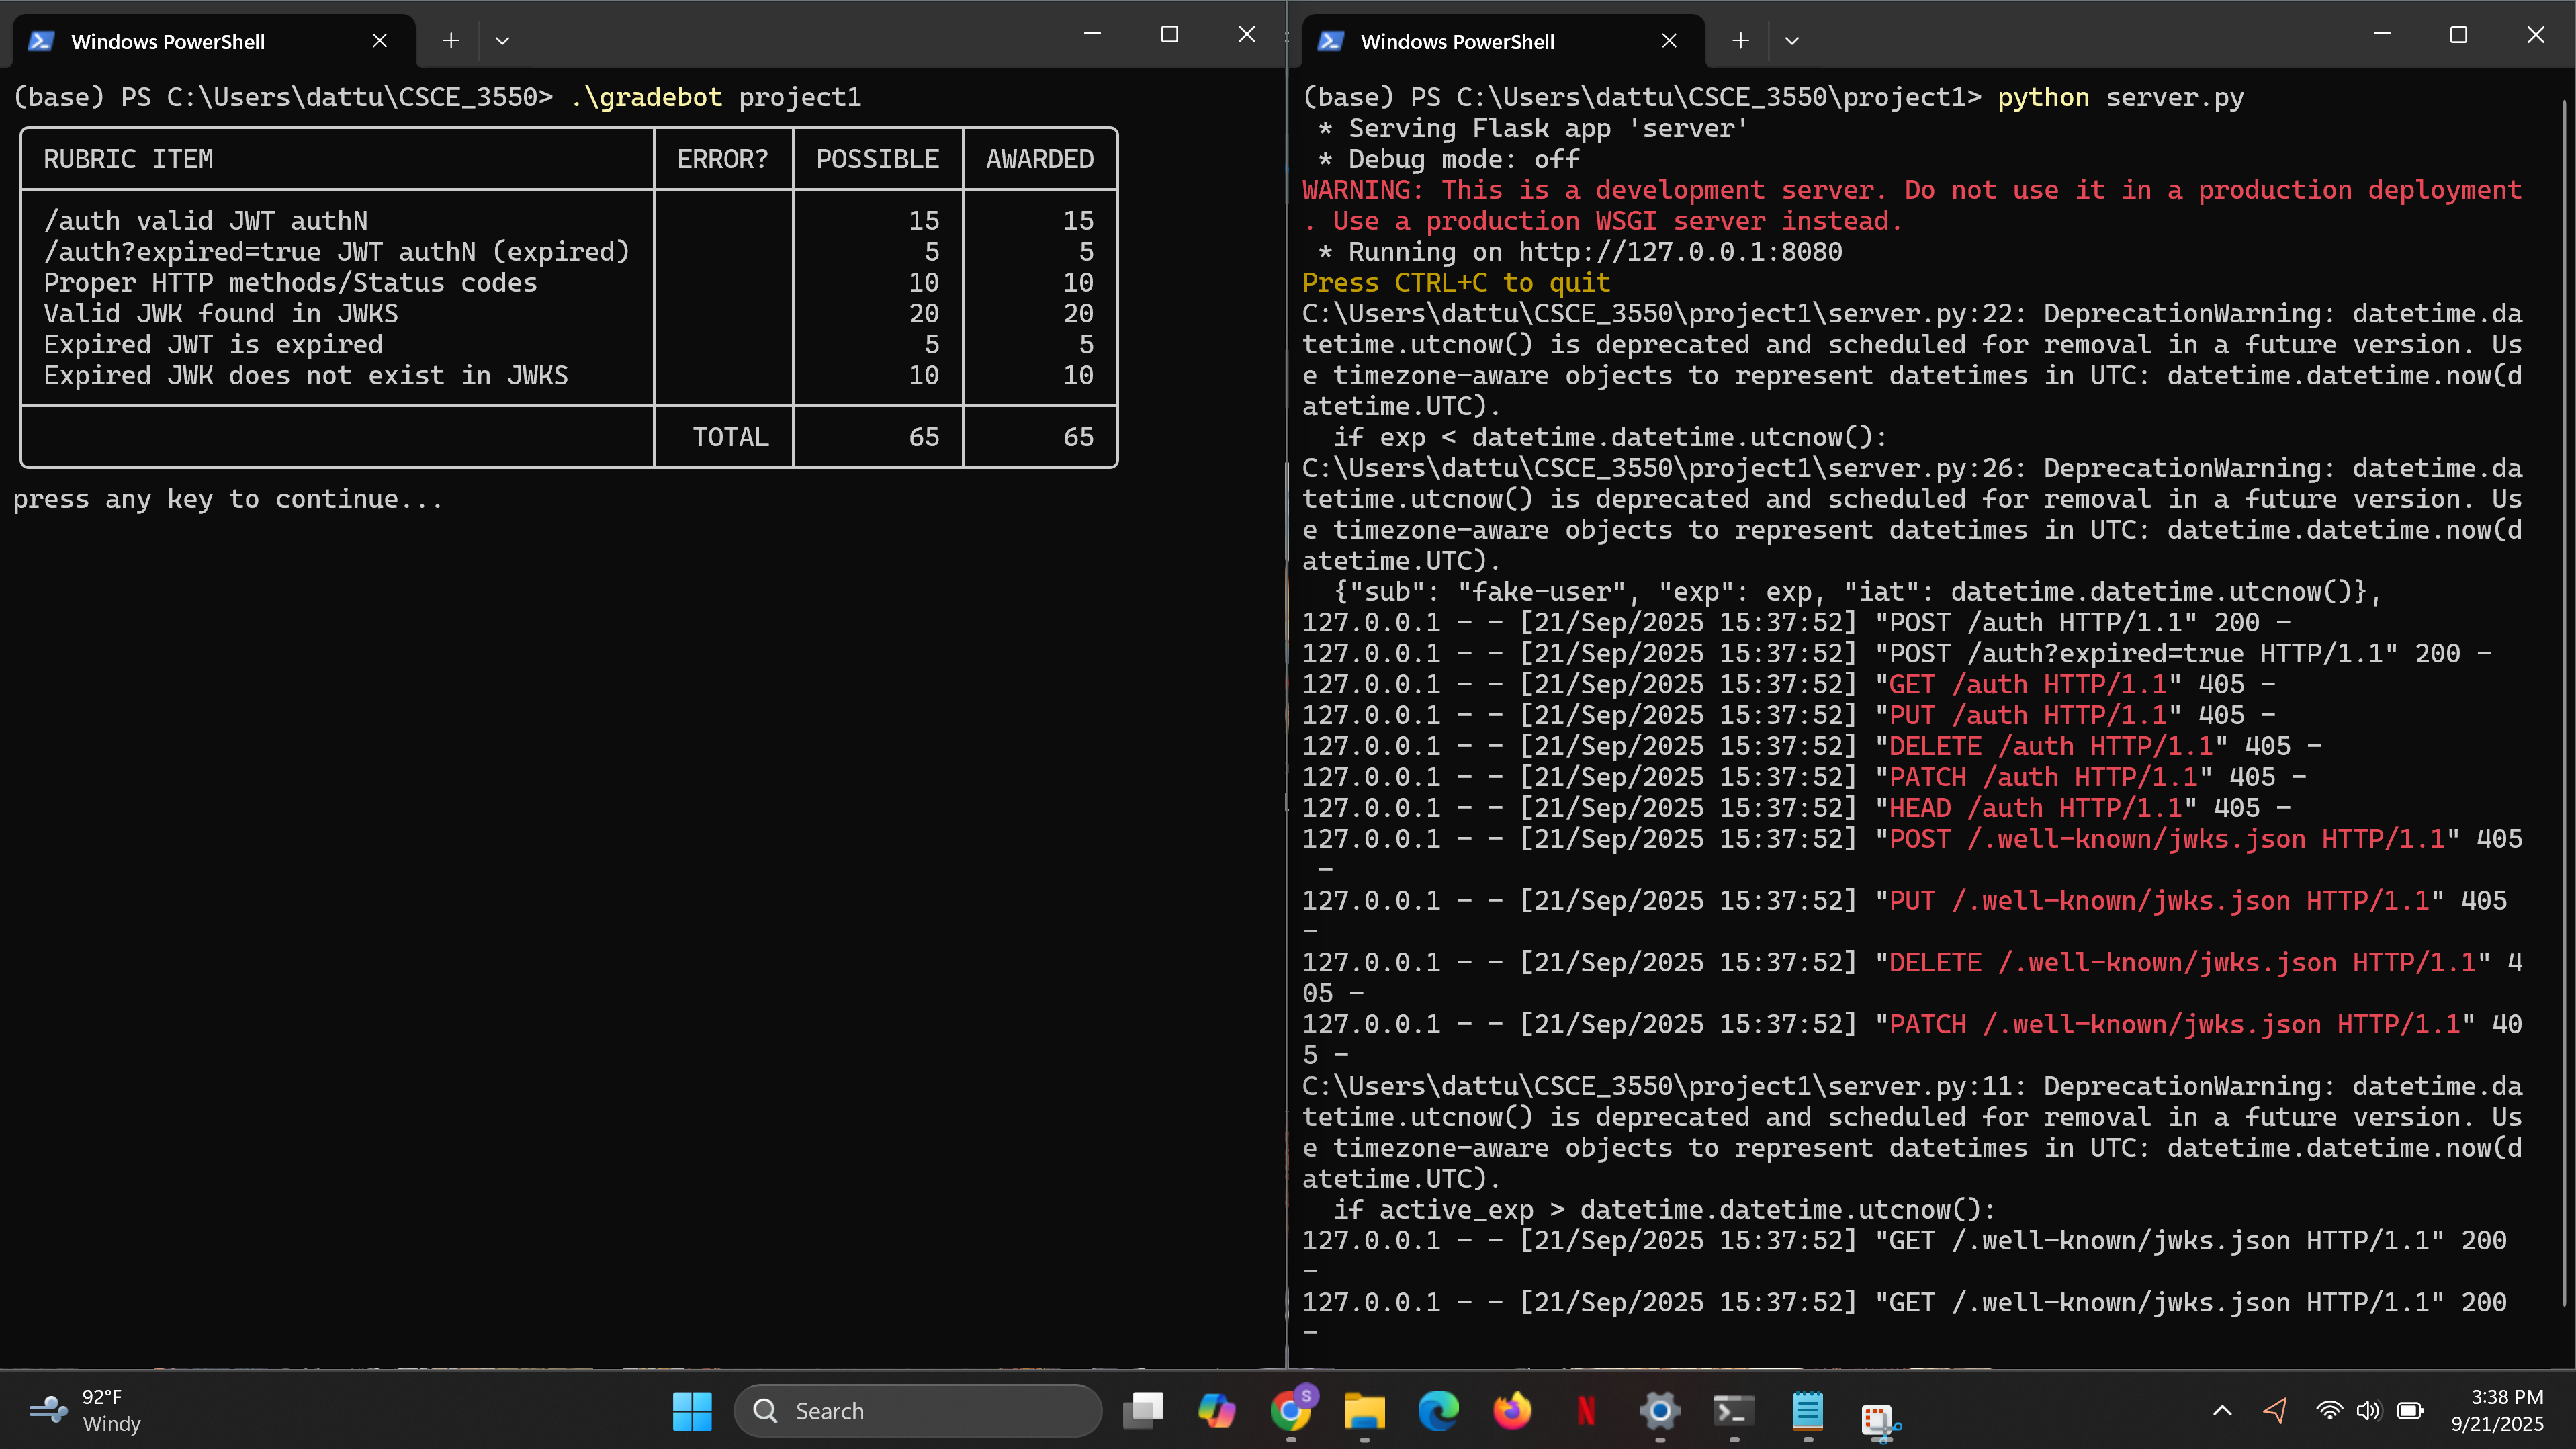 Windows PowerShell
(base) PS C:\Users\dattu\CSCE_3550> .\gradebot project1
RUBRIC ITEM ERROR? POSSIBLE AWARDED
/auth valid JWT authN 15 15
/auth?expired=true JWT authN (expired) 5 5
Proper HTTP methods/Status codes 10 10
Valid JWK found in JWKS 20 20
Expired JWT is expired 5 5
Expired JWK does not exist in JWKS 10 10
TOTAL 65 65
press any key to continue...
Windows PowerShell
(base) PS C:\Users\dattu\CSCE_3550\project1> python server.py
* Serving Flask app 'server'
* Debug mode: off
WARNING: This is a development server. Do not use it in a production deployment
. Use a production WSGI server instead.
* Running on http://127.0.0.1:8080
Press CTRL+C to quit
C:\Users\dattu\CSCE_3550\project1\server.py:22: DeprecationWarning: datetime.da
tetime.utcnow() is deprecated and scheduled for removal in a future version. Us
e timezone-aware objects to represent datetimes in UTC: datetime.datetime.now(d
atetime.UTC).
if exp < datetime.datetime.utcnow():
C:\Users\dattu\CSCE_3550\project1\server.py:26: DeprecationWarning: datetime.da
tetime.utcnow() is deprecated and scheduled for removal in a future version. Us
e timezone-aware objects to represent datetimes in UTC: datetime.datetime.now(d
atetime.UTC).
{"sub": "fake-user", "exp": exp, "iat": datetime.datetime.utcnow()},
127.0.0.1 - - [21/Sep/2025 15:37:52] "POST /auth HTTP/1.1" 200 -
127.0.0.1 - - [21/Sep/2025 15:37:52] "POST /auth?expired=true HTTP/1.1" 200 -
127.0.0.1 - - [21/Sep/2025 15:37:52] "GET /auth HTTP/1.1" 405 -
127.0.0.1 - - [21/Sep/2025 15:37:52] "PUT /auth HTTP/1.1" 405 -
127.0.0.1 - - [21/Sep/2025 15:37:52] "DELETE /auth HTTP/1.1" 405 -
127.0.0.1 - - [21/Sep/2025 15:37:52] "PATCH /auth HTTP/1.1" 405 -
127.0.0.1 - - [21/Sep/2025 15:37:52] "HEAD /auth HTTP/1.1" 405 -
127.0.0.1 - - [21/Sep/2025 15:37:52] "POST /.well-known/jwks.json HTTP/1.1" 405
-
127.0.0.1 - - [21/Sep/2025 15:37:52] "PUT /.well-known/jwks.json HTTP/1.1" 405
-
127.0.0.1 - - [21/Sep/2025 15:37:52] "DELETE /.well-known/jwks.json HTTP/1.1" 4
05 -
127.0.0.1 - - [21/Sep/2025 15:37:52] "PATCH /.well-known/jwks.json HTTP/1.1" 40
5 -
C:\Users\dattu\CSCE_3550\project1\server.py:11: DeprecationWarning: datetime.da
tetime.utcnow() is deprecated and scheduled for removal in a future version. Us
e timezone-aware objects to represent datetimes in UTC: datetime.datetime.now(d
atetime.UTC).
if active_exp > datetime.datetime.utcnow():
127.0.0.1 - - [21/Sep/2025 15:37:52] "GET /.well-known/jwks.json HTTP/1.1" 200
-
127.0.0.1 - - [21/Sep/2025 15:37:52] "GET /.well-known/jwks.json HTTP/1.1" 200
-
92°F
Windy
Search
S
N
3:38 PM
9/21/2025